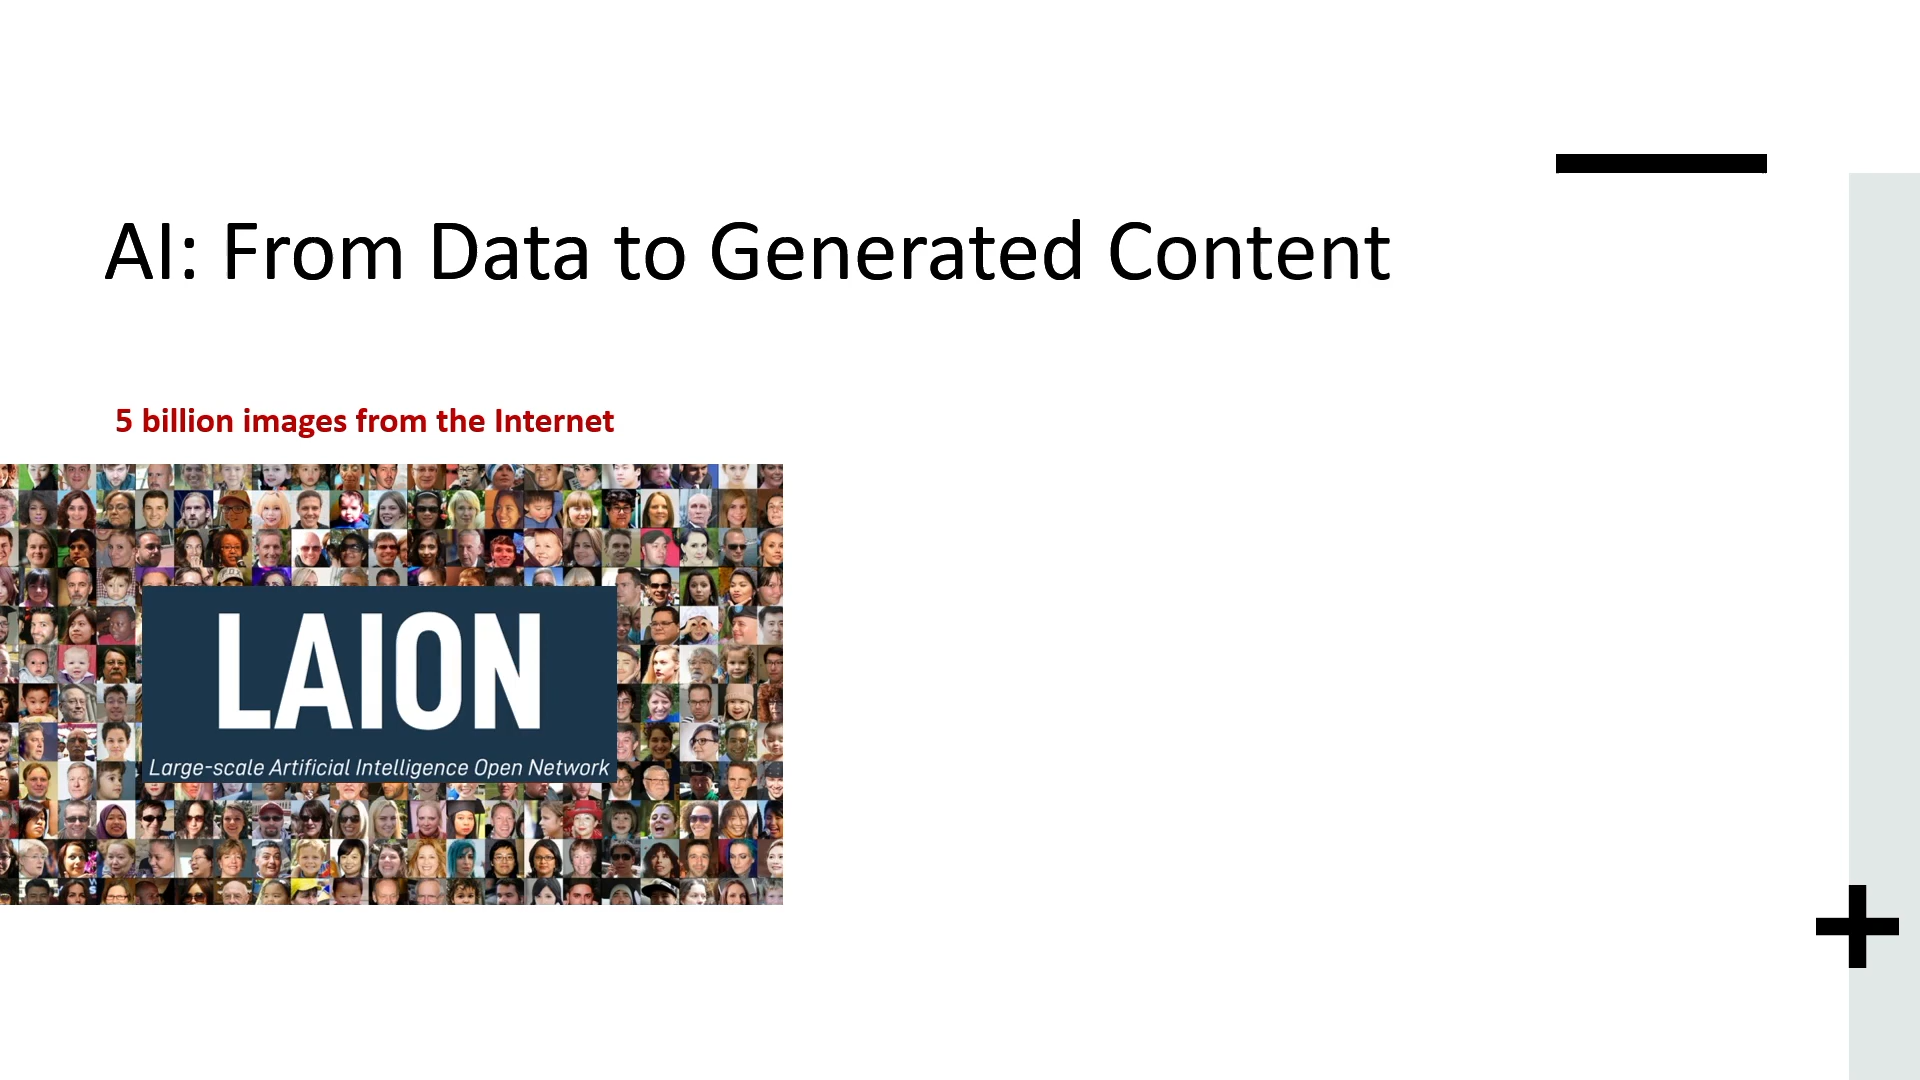 AI: From Data to Generated Content
5 billion images from the Internet
LAION
Large-scale Artificial Intelligence Open Network